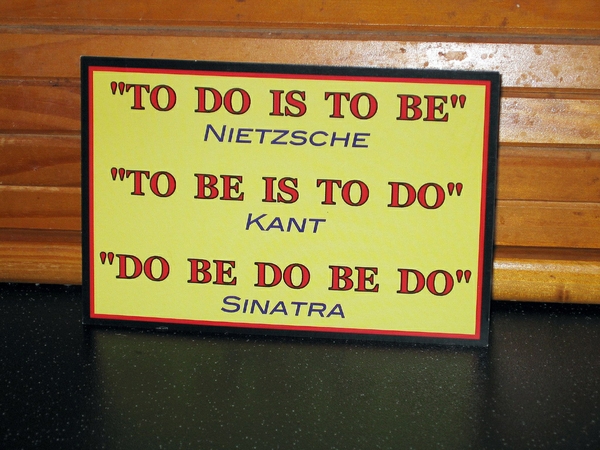 "TO DO IS TO BE"
NIETZSCHE
"TO BE IS TO DO"
KANT
"DO BE DO BE DO"
SINATRA